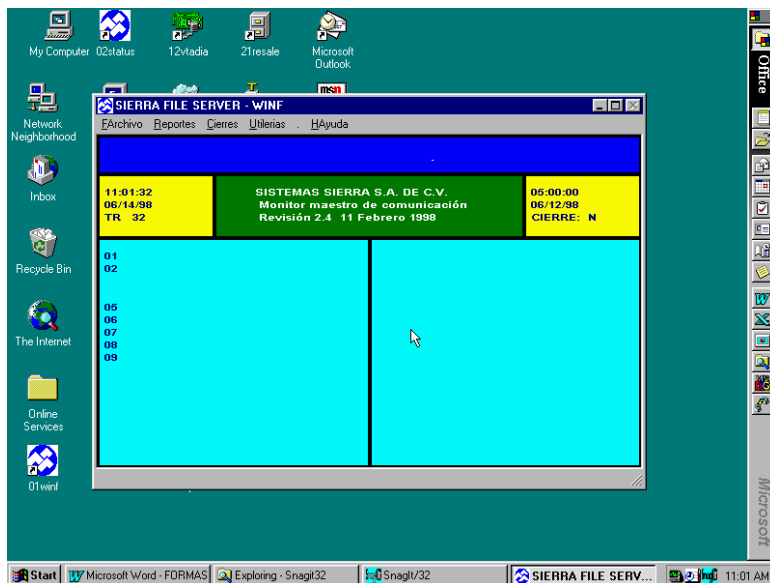 My Computer
02status
12vtadia
21resale
Microsoft
Outlook
Office
msn
Network
Neighborhood
SIERRA FILE SERVER - WINF
FArchivo Reportes Cierres Utilerias . HAyuda
11:01:32
06/14/98
TR 32
SISTEMAS SIERRA S.A. DE C.V.
Monitor maestro de comunicación
Revisión 2.4 11 Febrero 1998
05:00:00
06/12/98
CIERRE: N
01
02
05
06
07
08
09
Inbox
Recycle Bin
The Internet
Online
Services
01winf
Microsoft
Start
Microsoft Word - FORMAS
Exploring - Snagit32
SnagIt/32
SIERRA FILE SERV...
11:01 AM